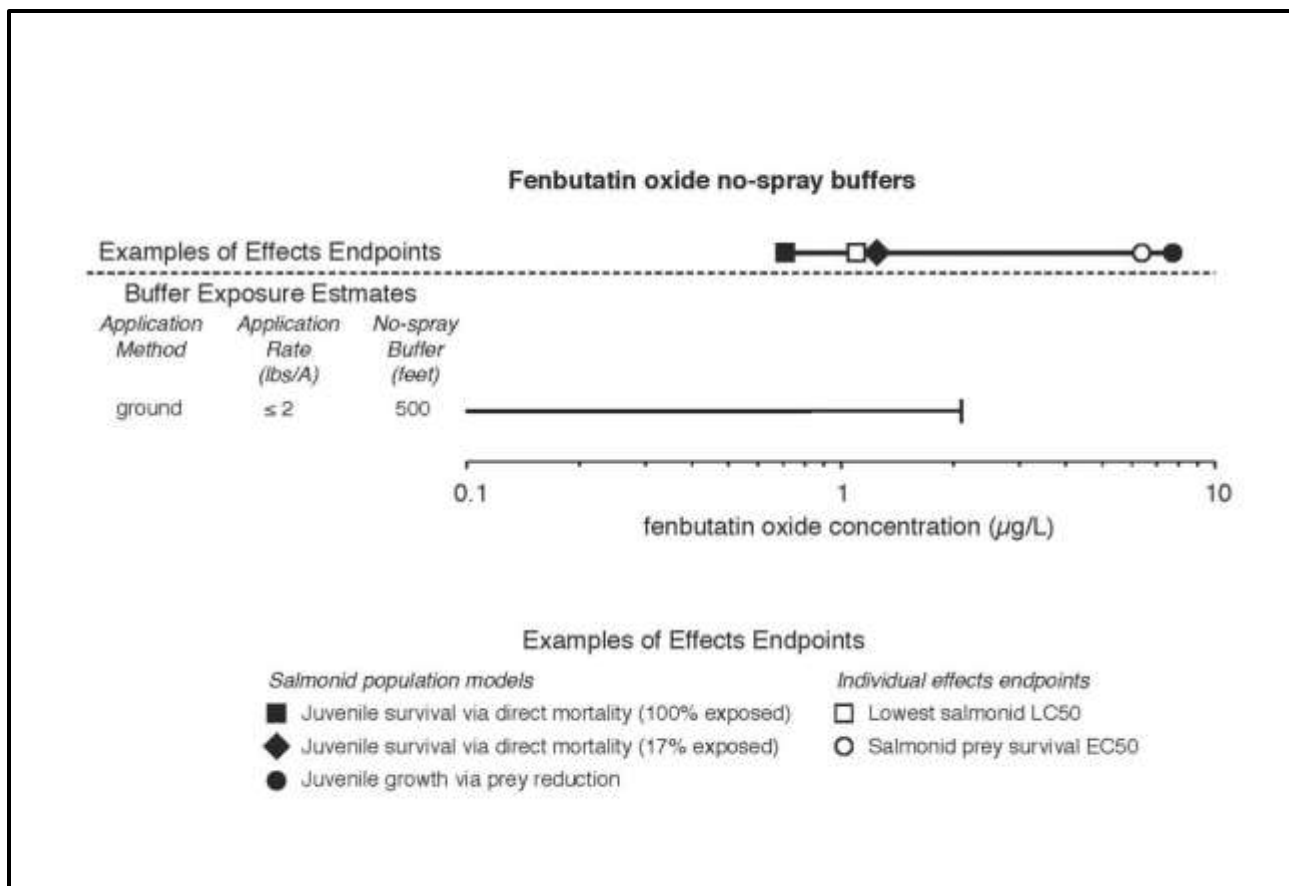 Fenbutatin oxide no-spray buffers
Examples of Effects Endpoints
Buffer Exposure Estmates
Application Application No-spray
Method Rate Buffer
(lbs/A) (feet)
ground ≤ 2 500
0.1 1 10
fenbutatin oxide concentration (µg/L)
Examples of Effects Endpoints
Salmonid population models Individual effects endpoints
Juvenile survival via direct mortality (100% exposed) Lowest salmonid LC50
Juvenile survival via direct mortality (17% exposed) Salmonid prey survival EC50
Juvenile growth via prey reduction